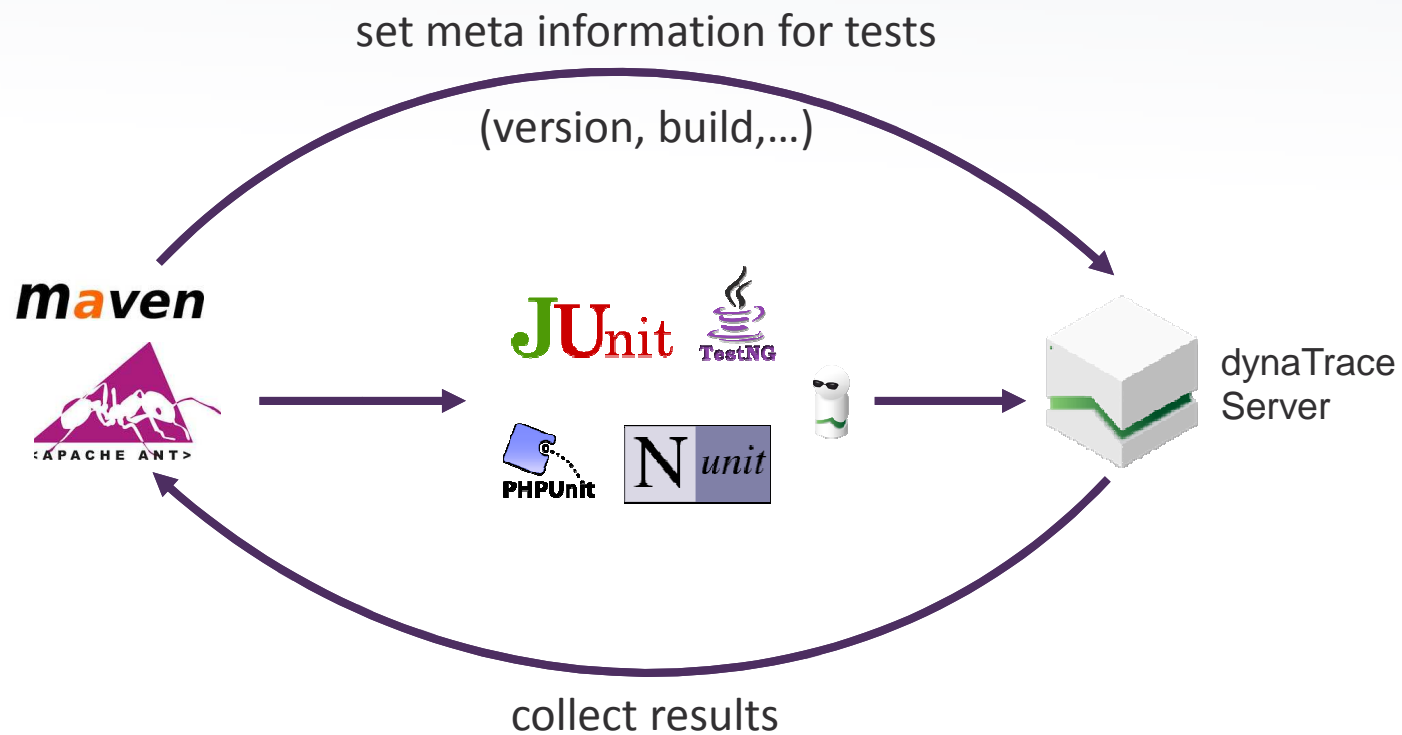 set meta information for tests
(version, build,...)
maven
JUnit
TestNG
dynaTrace
Server
<APACHE ANT>
PHPUnit
N unit
collect results